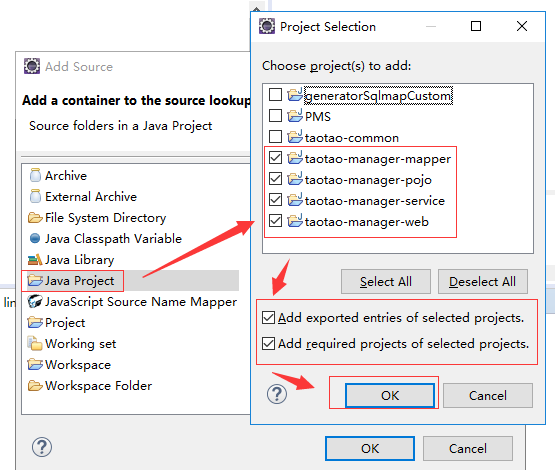 Add Source
Add a container to the source lookup
Source folders in a Java Project
Archive
External Archive
File System Directory
Java Classpath Variable
Java Library
Java Project
JavaScript Source Name Mapper
Project
Working set
Workspace
Workspace Folder
OK
Cancel
Project Selection
Choose project(s) to add:
generatorSqlmapCustom
PMS
taotao-common
taotao-manager-mapper
taotao-manager-pojo
taotao-manager-service
taotao-manager-web
Select All
Deselect All
Add exported entries of selected projects.
Add required projects of selected projects.
OK
Cancel